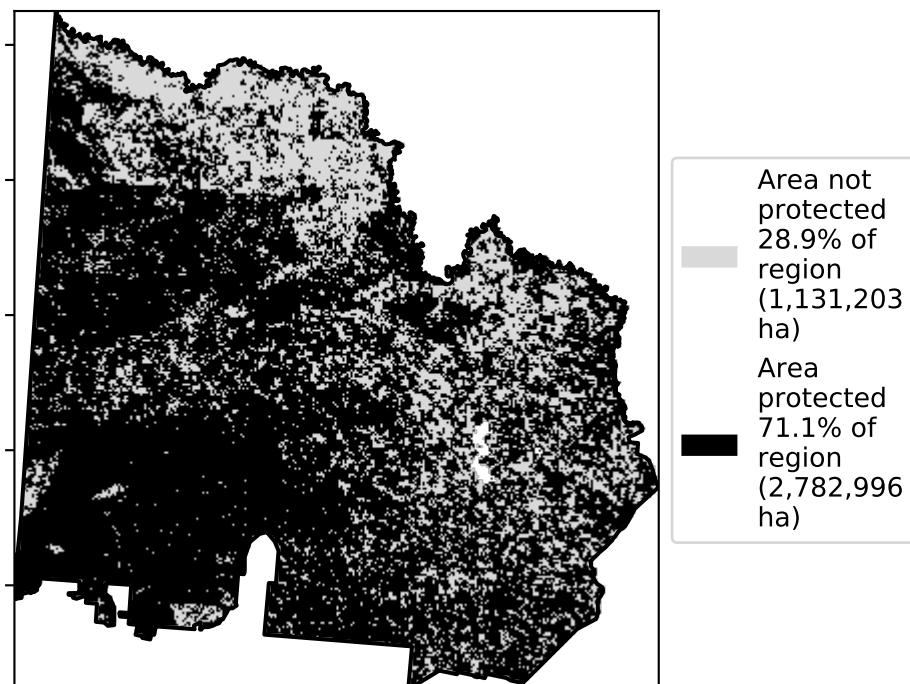 Area not
protected
28.9% of
region
(1,131,203
ha)
Area
protected
71.1% of
region
(2,782,996
ha)